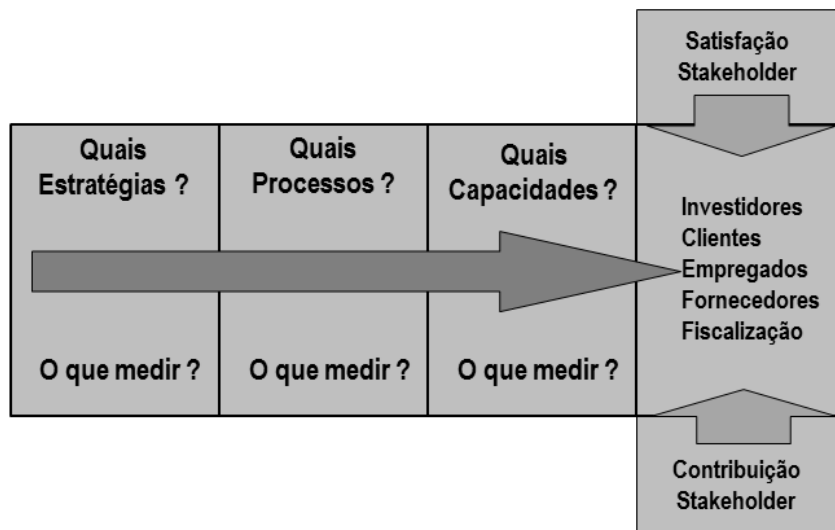 Satisfação
Stakeholder
Quais
Estratégias ?
Quais
Processos ?
Quais
Capacidades ?
Investidores
Clientes
Empregados
Fornecedores
Fiscalização
O que medir ?
O que medir ?
O que medir ?
Contribuição
Stakeholder